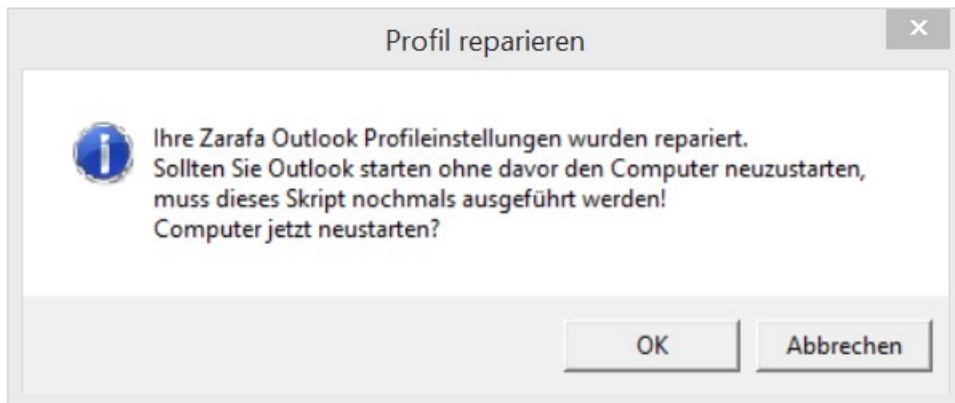 Profil reparieren
Ihre Zarafa Outlook Profileinstellungen wurden repariert.
Sollten Sie Outlook starten ohne davor den Computer neuzustarten,
muss dieses Skript nochmals ausgeführt werden!
Computer jetzt neustarten?
OK
Abbrechen